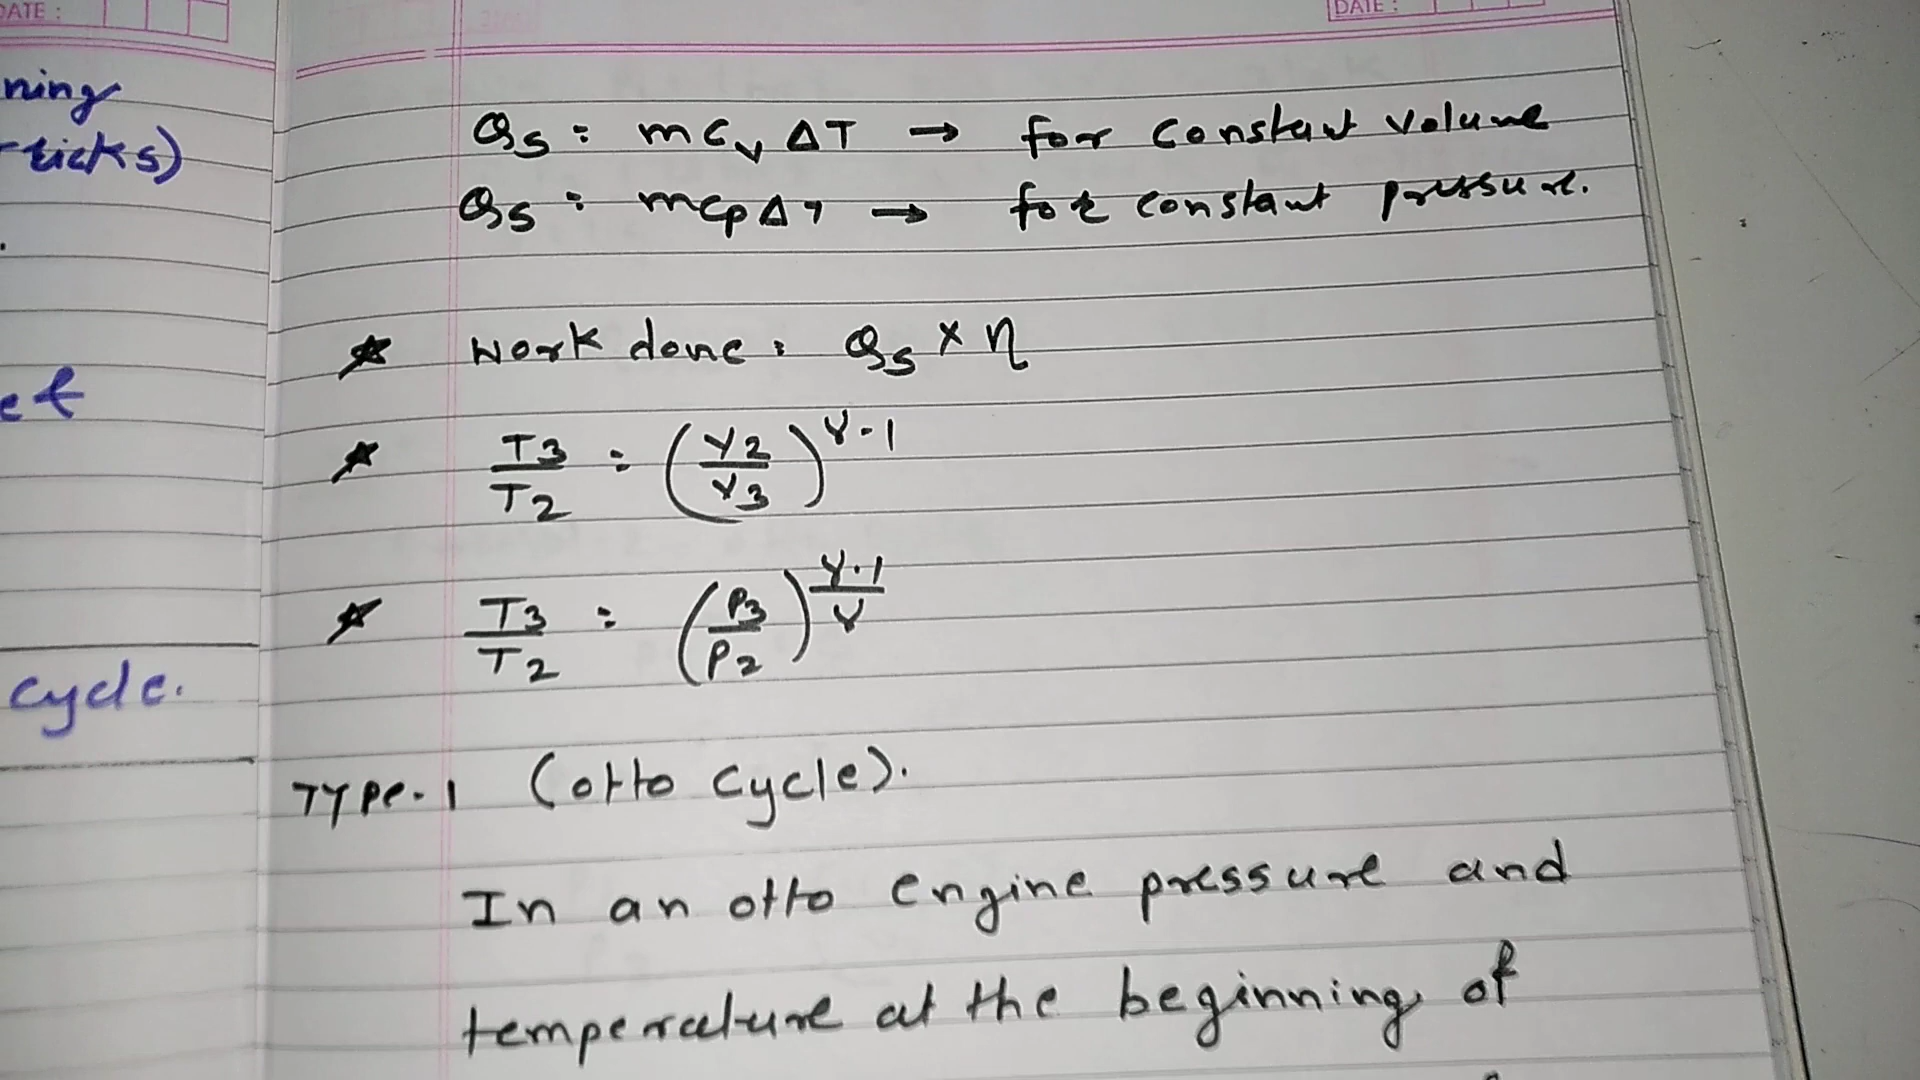 DATE :
DATE :
ning
ticks)
et
cycle.
Qs = mCv ΔT → for constant volume
Qs = mcp ΔT → for constant pressure.
* Work done = Qs × η
* T3/T2 = (V2/V3)^γ-1
* T3/T2 = (P3/P2)^γ-1/γ
Type-1 (otto cycle).
In an otto engine pressure and
temperature at the beginning of